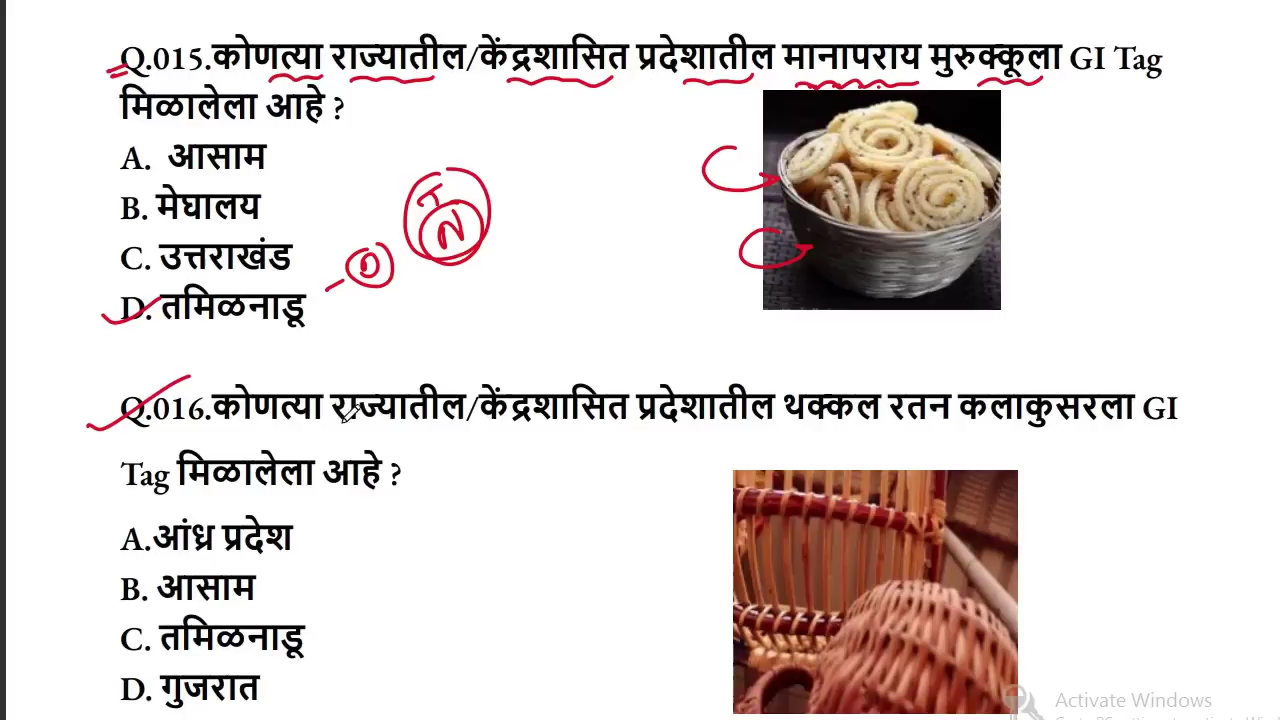 Q.015.कोणत्या राज्यातील/केंद्रशासित प्रदेशातील मानापराय मुरुक्कूला GI Tag
मिळालेला आहे ?
A. आसाम
B. मेघालय
C. उत्तराखंड
D. तमिळनाडू
T
N
D
Q.016.कोणत्या राज्यातील/केंद्रशासित प्रदेशातील थक्कल रतन कलाकुसरला GI
Tag मिळालेला आहे ?
A.आंध्र प्रदेश
B. आसाम
C. तमिळनाडू
D. गुजरात
Activate Windows